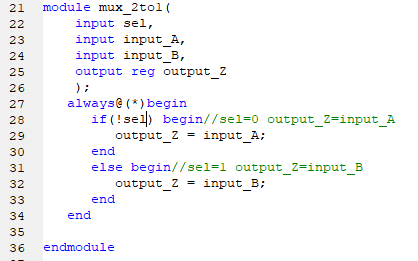 21 module mux_2to1(
22 input sel,
23 input input_A,
24 input input_B,
25 output reg output_Z
26 );
27 always@(*)begin
28 if(!sel) begin//sel=0 output_Z=input_A
29 output_Z = input_A;
30 end
31 else begin//sel=1 output_Z=input_B
32 output_Z = input_B;
33 end
34 end
35
36 endmodule